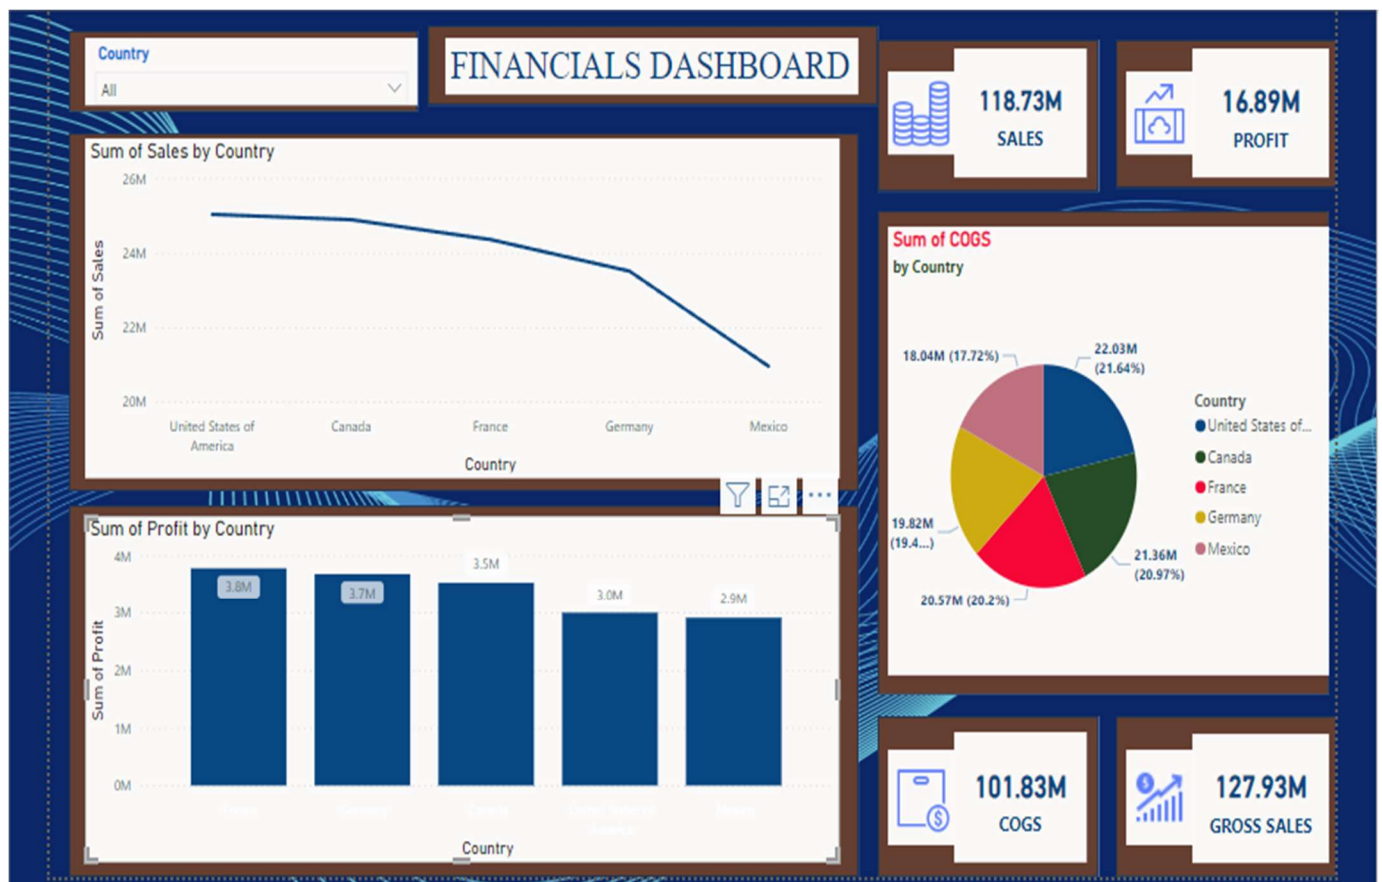 Country
All
FINANCIALS DASHBOARD
118.73M
SALES
16.89M
PROFIT
Sum of Sales by Country
26M
24M
22M
20M
Sum of Sales
United States of
America
Canada
France
Germany
Mexico
Country
Sum of COGS
by Country
18.04M (17.72%)
22.03M
(21.64%)
19.82M
(19.4...)
21.36M
(20.97%)
20.57M (20.2%)
Country
United States of...
Canada
France
Germany
Mexico
Sum of Profit by Country
4M
3M
2M
1M
0M
Sum of Profit
3.8M
3.7M
3.5M
3.0M
2.9M
Country
101.83M
COGS
127.93M
GROSS SALES